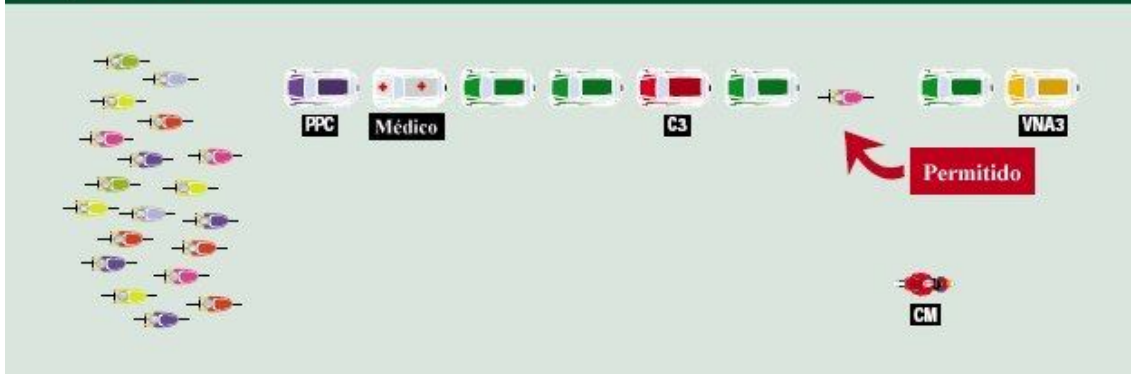 PPC
Médico
C3
VNA3
Permitido
CM